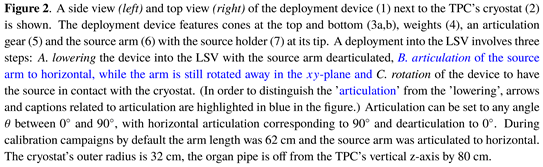 Figure 2. A side view (left) and top view (right) of the deployment device (1) next to the TPC's cryostat (2)
is shown. The deployment device features cones at the top and bottom (3a,b), weights (4), an articulation
gear (5) and the source arm (6) with the source holder (7) at its tip. A deployment into the LSV involves three
steps: A. lowering the device into the LSV with the source arm dearticulated, B. articulation of the source
arm to horizontal, while the arm is still rotated away in the xy-plane and C. rotation of the device to have
the source in contact with the cryostat. (In order to distinguish the 'articulation' from the 'lowering', arrows
and captions related to articulation are highlighted in blue in the figure.) Articulation can be set to any angle
θ between 0° and 90°, with horizontal articulation corresponding to 90° and dearticulation to 0°. During
calibration campaigns by default the arm length was 62 cm and the source arm was articulated to horizontal.
The cryostat's outer radius is 32 cm, the organ pipe is off from the TPC's vertical z-axis by 80 cm.